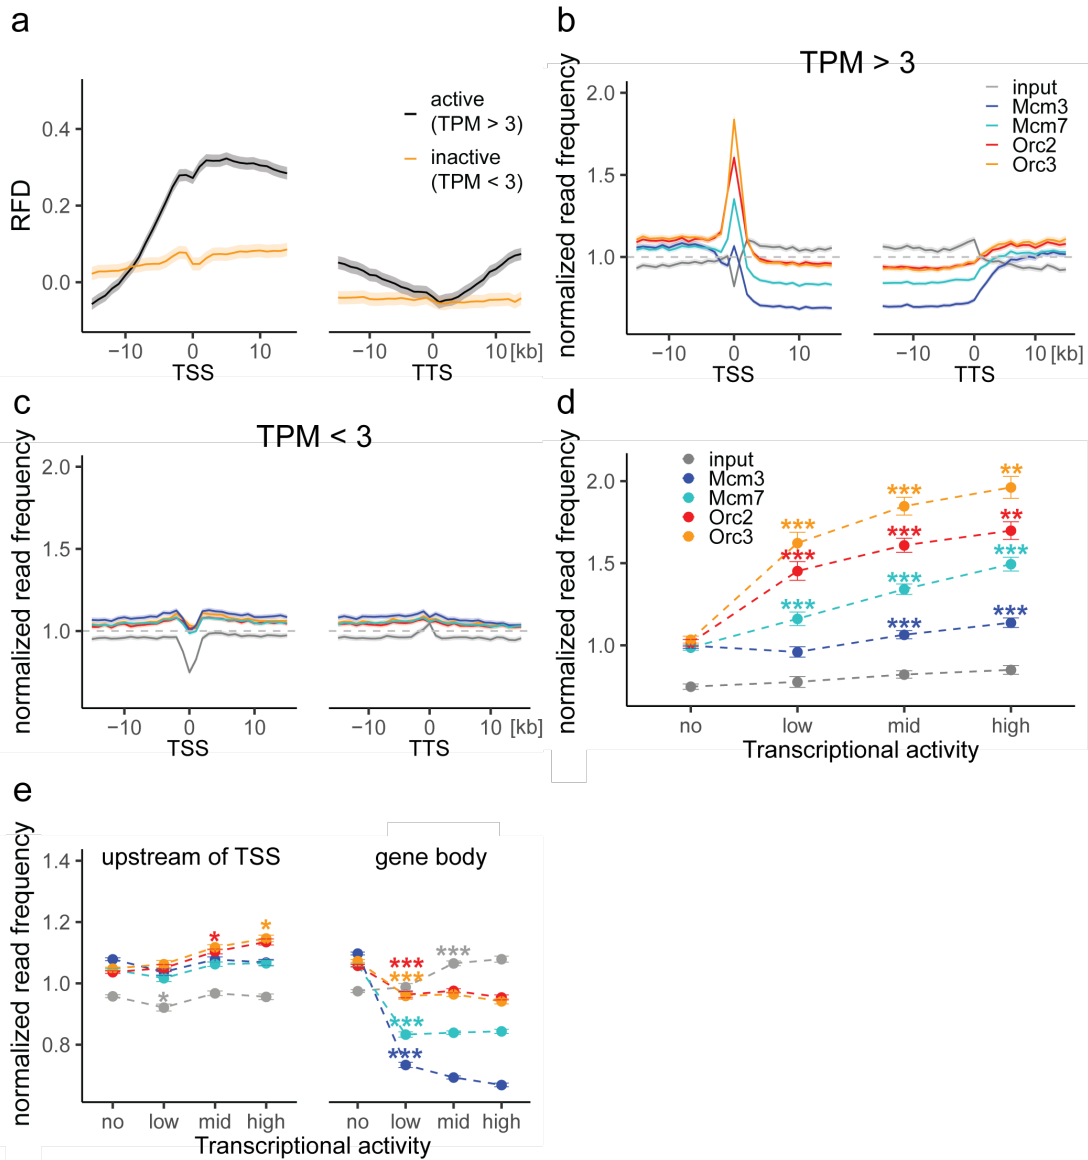 a
RFD
0.4
0.2
0.0
active
(TPM > 3)
inactive
(TPM < 3)
−10 0 10
TSS
−10 0 10 [kb]
TTS
b
TPM > 3
normalized read frequency
2.0
1.5
1.0
input
Mcm3
Mcm7
Orc2
Orc3
−10 0 10
TSS
−10 0 10 [kb]
TTS
c
TPM < 3
normalized read frequency
2.0
1.5
1.0
−10 0 10
TSS
−10 0 10 [kb]
TTS
d
normalized read frequency
2.0
1.5
1.0
input
Mcm3
Mcm7
Orc2
Orc3
**
***
***
**
***
***
***
***
***
***
***
no low mid high
Transcriptional activity
e
normalized read frequency
1.4
1.2
1.0
0.8
upstream of TSS
*
*
*
gene body
***
***
***
***
***
no low mid high
no low mid high
Transcriptional activity